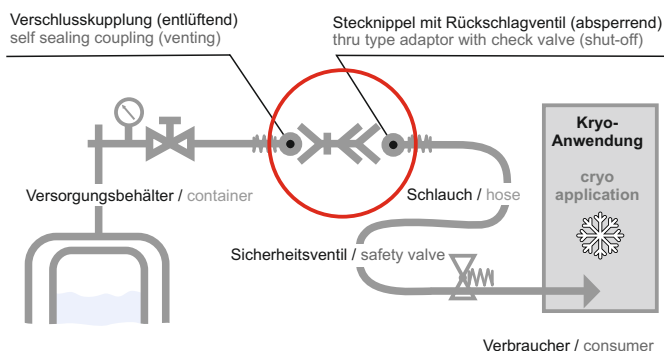 Verschlusskupplung (entlüftend)
self sealing coupling (venting)
Stecknippel mit Rückschlagventil (absperrend)
thru type adaptor with check valve (shut-off)
Kryo-
Anwendung
cryo
application
Versorgungsbehälter / container
Schlauch / hose
Sicherheitsventil / safety valve
Verbraucher / consumer